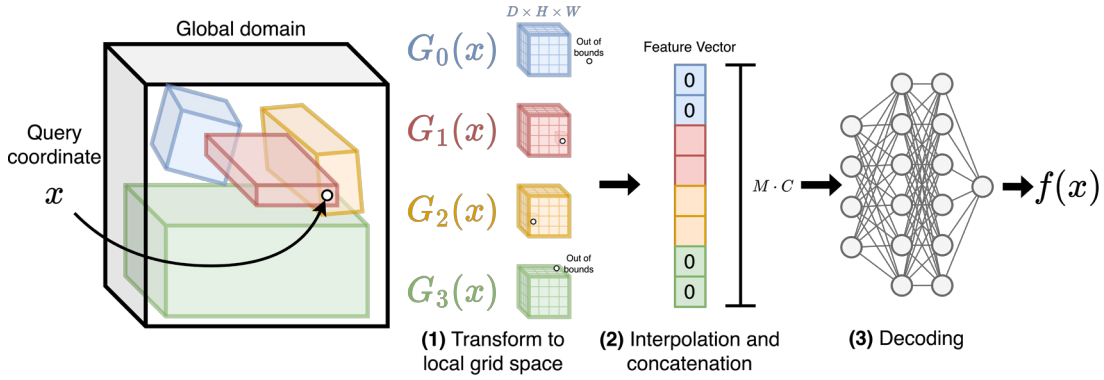 Global domain
Query
coordinate
x
D × H × W
G₀(x)
Out of
bounds
G₁(x)
G₂(x)
G₃(x)
Out of
bounds
(1) Transform to
local grid space
Feature Vector
0
0
0
0
M · C
(2) Interpolation and
concatenation
f(x)
(3) Decoding